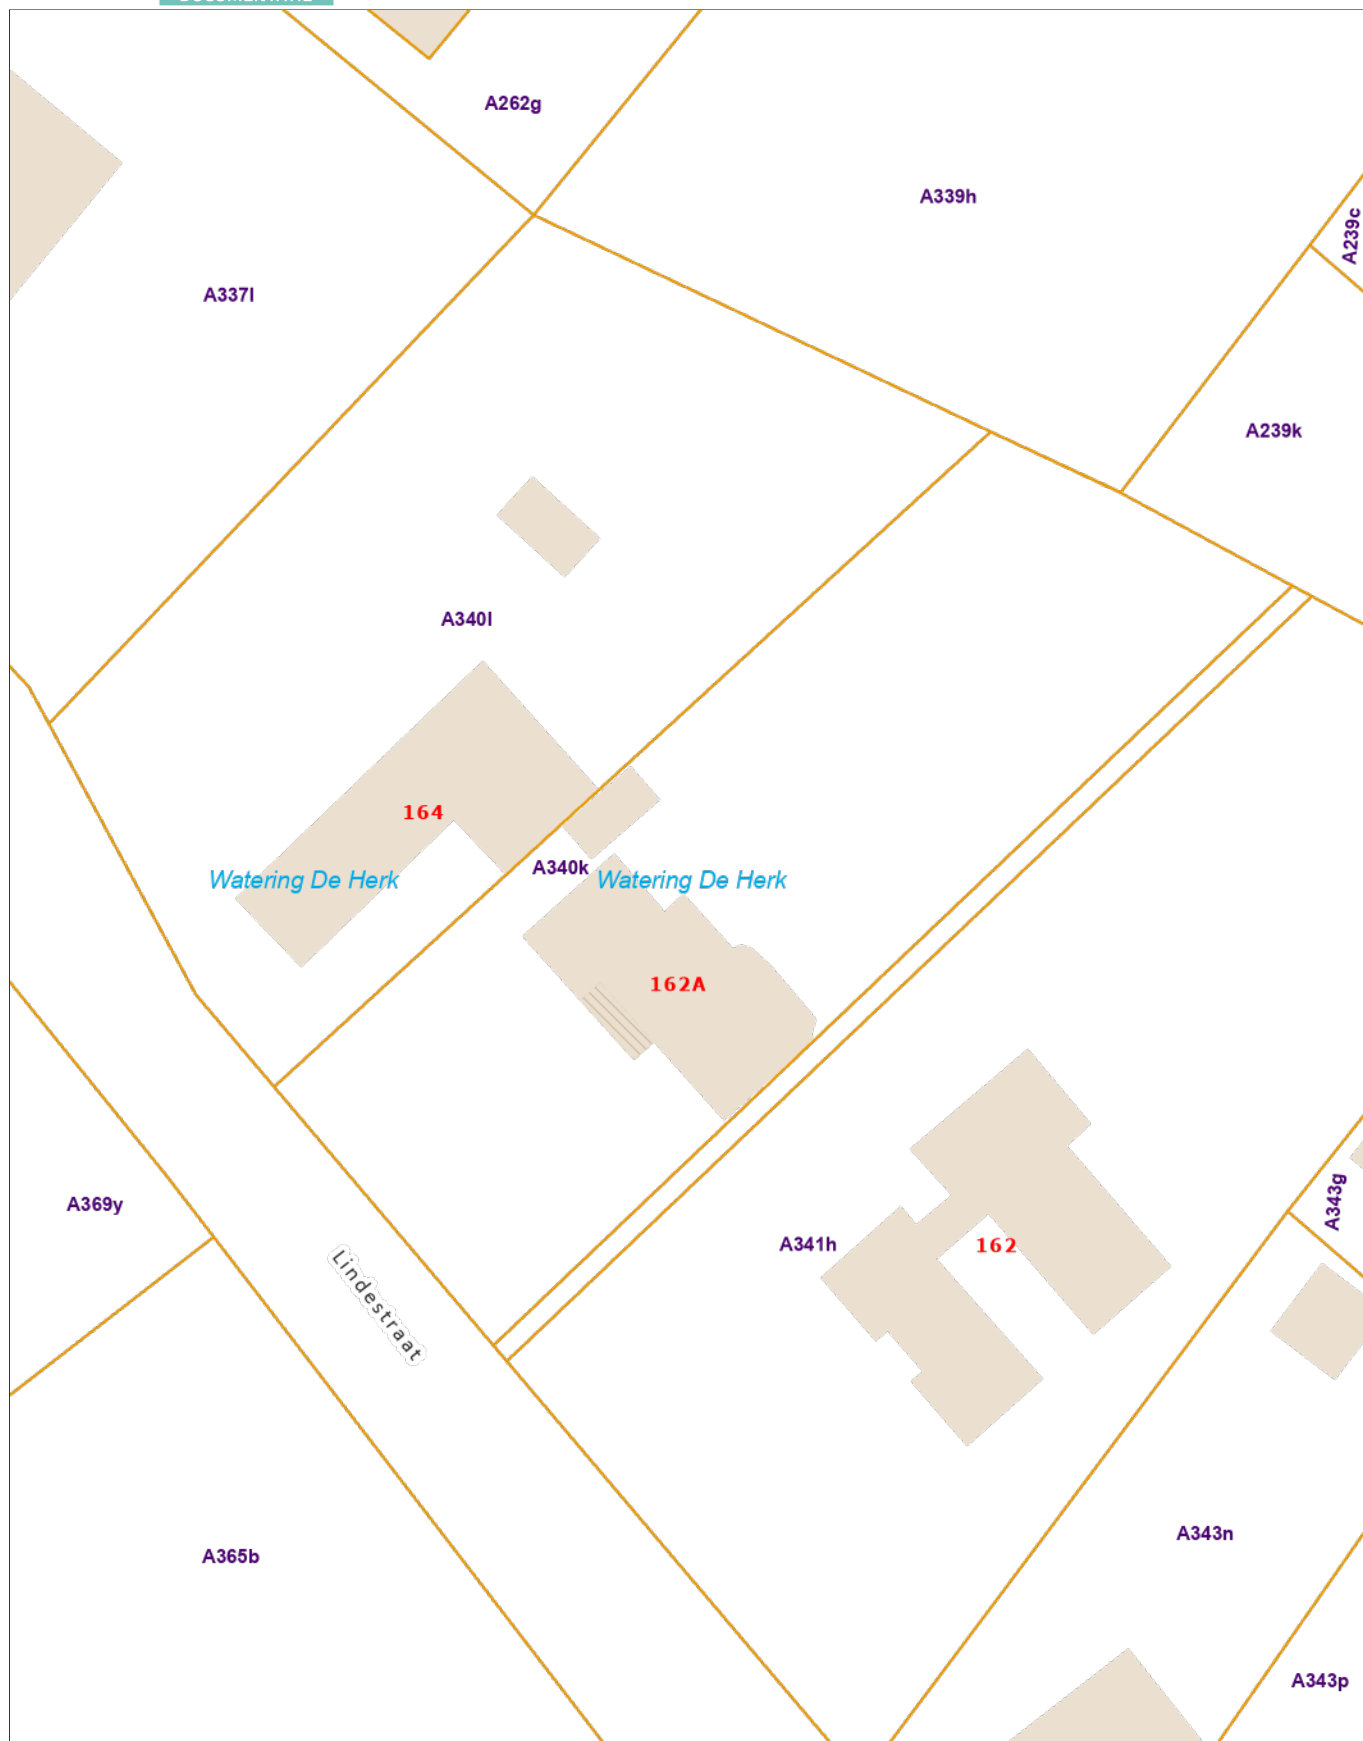 A262g
A339h
A239c
A337l
A239k
A340l
164
A340k
Watering De Herk
Watering De Herk
162A
A369y
A343g
A341h
162
Lindestraat
A343n
A365b
A343p